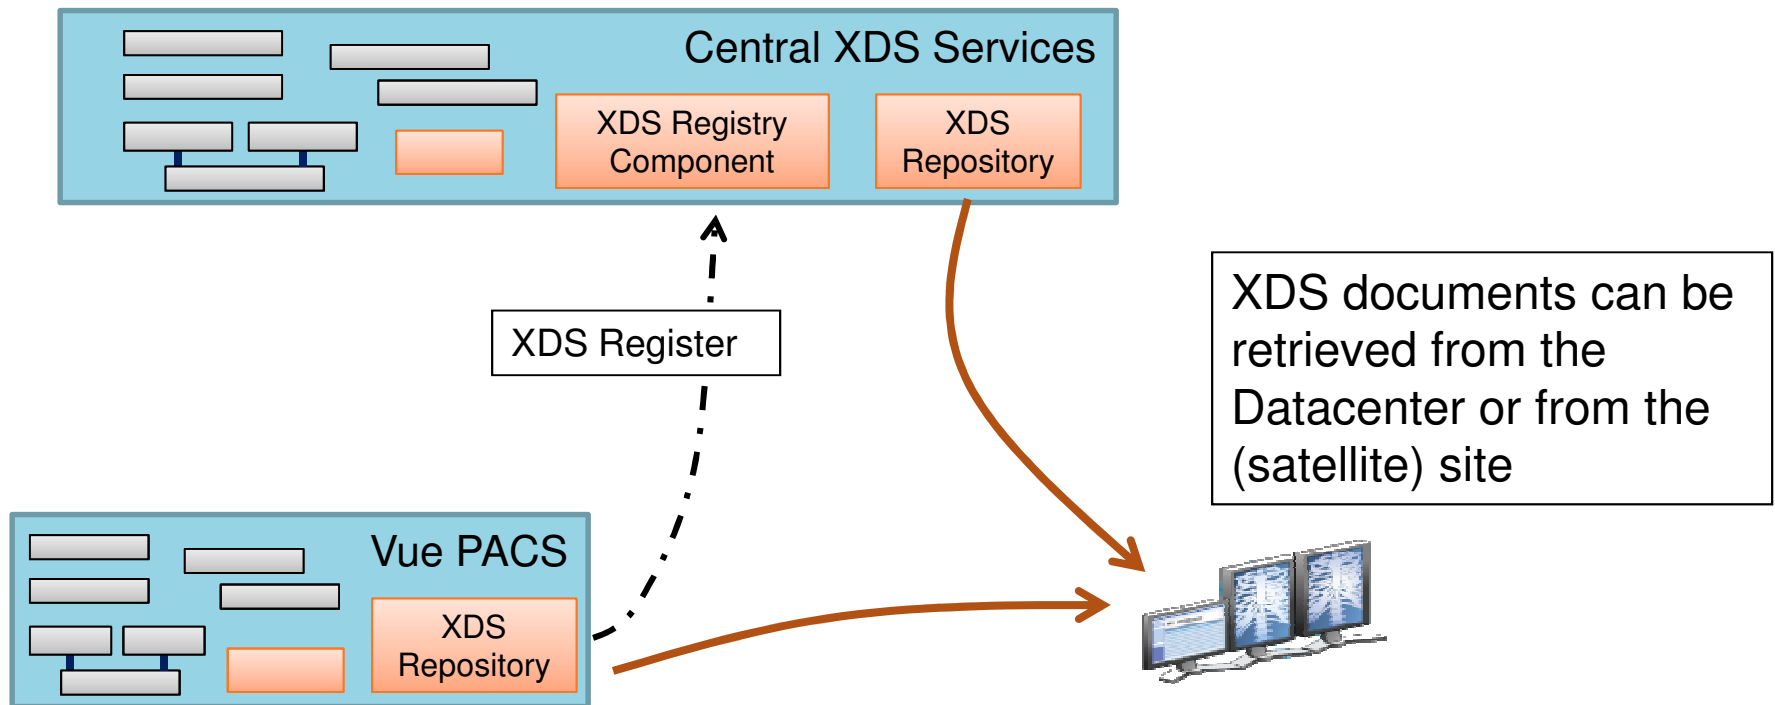 Central XDS Services
XDS Registry
Component
XDS
Repository
XDS Register
XDS documents can be
retrieved from the
Datacenter or from the
(satellite) site
Vue PACS
XDS
Repository